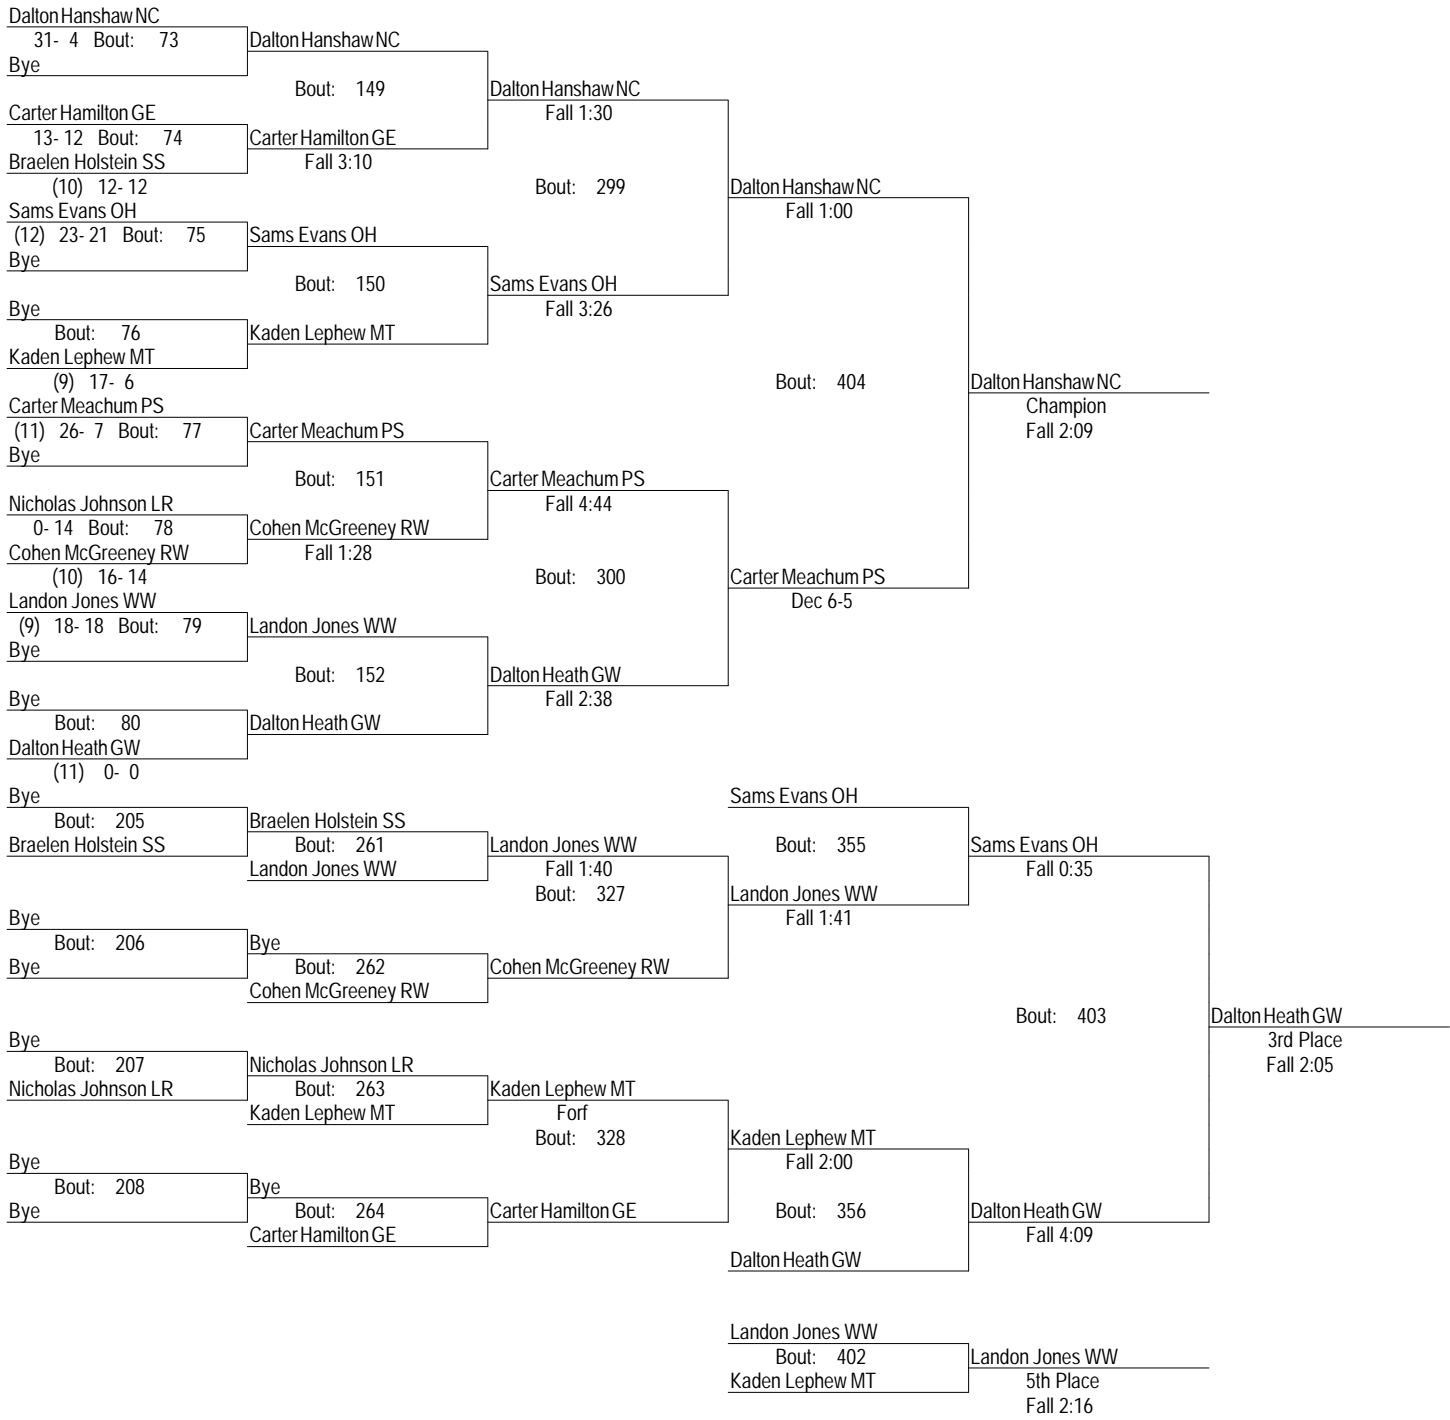 Dalton Hanshaw NC
31- 4 Bout: 73
Dalton Hanshaw NC
Bye
Bout: 149
Dalton Hanshaw NC
Carter Hamilton GE
Fall 1:30
13- 12 Bout: 74
Carter Hamilton GE
Braelen Holstein SS
Fall 3:10
(10) 12- 12
Bout: 299
Dalton Hanshaw NC
Sams Evans OH
Fall 1:00
(12) 23- 21 Bout: 75
Sams Evans OH
Bye
Bout: 150
Sams Evans OH
Bye
Fall 3:26
Bout: 76
Kaden Lephew MT
Kaden Lephew MT
(9) 17- 6
Bout: 404
Dalton Hanshaw NC
Carter Meachum PS
Champion
(11) 26- 7 Bout: 77
Carter Meachum PS
Fall 2:09
Bye
Bout: 151
Carter Meachum PS
Nicholas Johnson LR
Fall 4:44
0- 14 Bout: 78
Cohen McGreeney RW
Cohen McGreeney RW
Fall 1:28
(10) 16- 14
Bout: 300
Carter Meachum PS
Landon Jones WW
Dec 6-5
(9) 18- 18 Bout: 79
Landon Jones WW
Bye
Bout: 152
Dalton Heath GW
Bye
Fall 2:38
Bout: 80
Dalton Heath GW
Dalton Heath GW
(11) 0- 0
Bye
Sams Evans OH
Bout: 205
Braelen Holstein SS
Braelen Holstein SS
Bout: 261
Landon Jones WW
Bout: 355
Sams Evans OH
Landon Jones WW
Fall 1:40
Fall 0:35
Bout: 327
Landon Jones WW
Bye
Fall 1:41
Bout: 206
Bye
Bye
Bout: 262
Cohen McGreeney RW
Cohen McGreeney RW
Bout: 403
Dalton Heath GW
Bye
3rd Place
Bout: 207
Nicholas Johnson LR
Fall 2:05
Nicholas Johnson LR
Bout: 263
Kaden Lephew MT
Kaden Lephew MT
Forf
Bout: 328
Kaden Lephew MT
Bye
Fall 2:00
Bout: 208
Bye
Bye
Bout: 264
Carter Hamilton GE
Bout: 356
Dalton Heath GW
Carter Hamilton GE
Fall 4:09
Dalton Heath GW
Landon Jones WW
Bout: 402
Landon Jones WW
Kaden Lephew MT
5th Place
Fall 2:16